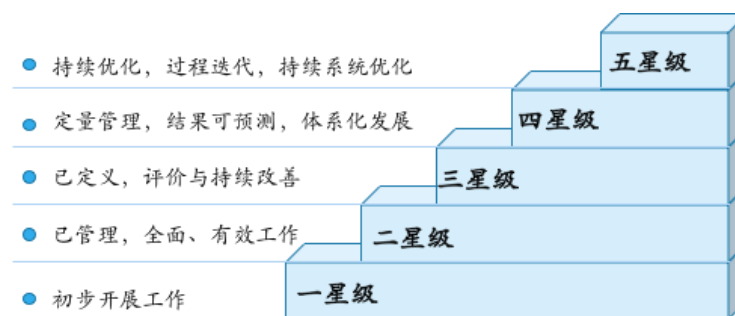 持续优化，过程迭代，持续系统优化
五星级
定量管理，结果可预测，体系化发展
四星级
已定义，评价与持续改善
三星级
已管理，全面、有效工作
二星级
初步开展工作
一星级